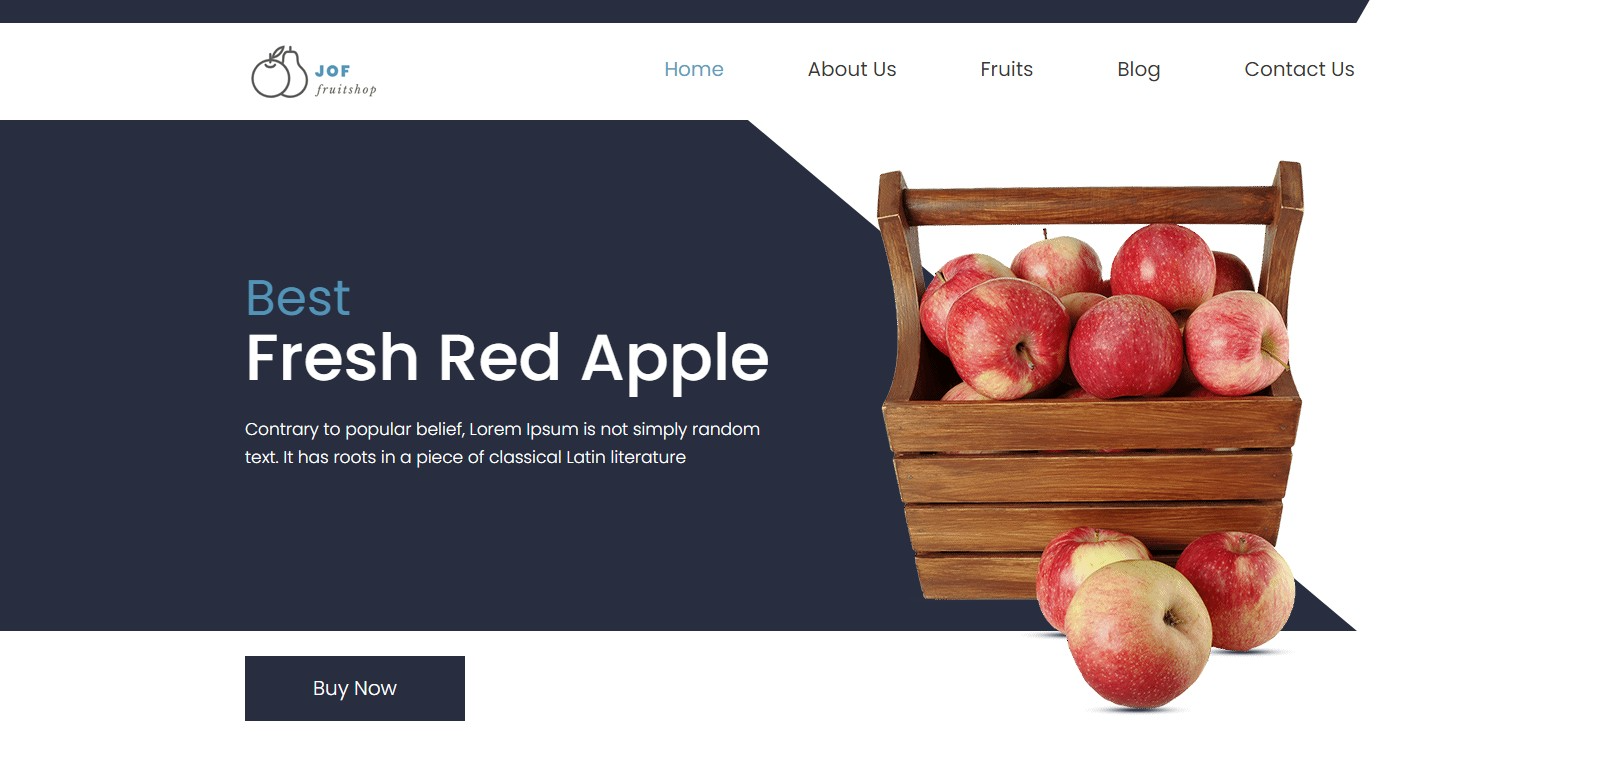 JOF
fruitshop
Home
About Us
Fruits
Blog
Contact Us
Best
Fresh Red Apple
Contrary to popular belief, Lorem Ipsum is not simply random
text. It has roots in a piece of classical Latin literature
Buy Now